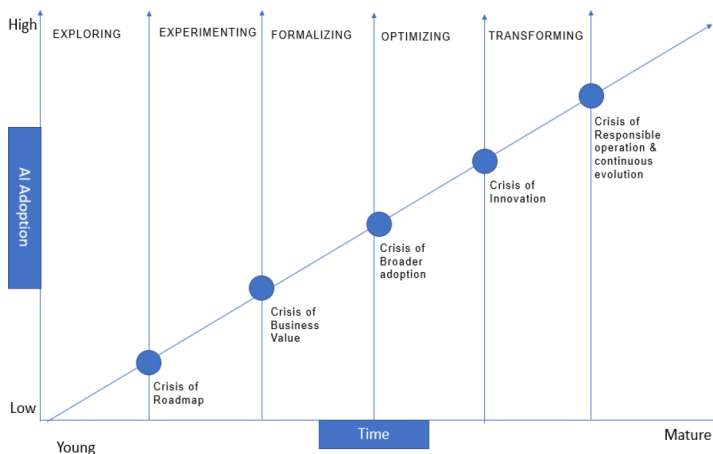 High
EXPLORING
EXPERIMENTING
FORMALIZING
OPTIMIZING
TRANSFORMING
Crisis of
Responsible
operation &
continuous
evolution
AI Adoption
Crisis of
Innovation
Crisis of
Broader
adoption
Crisis of
Business
Value
Crisis of
Roadmap
Low
Young
Time
Mature